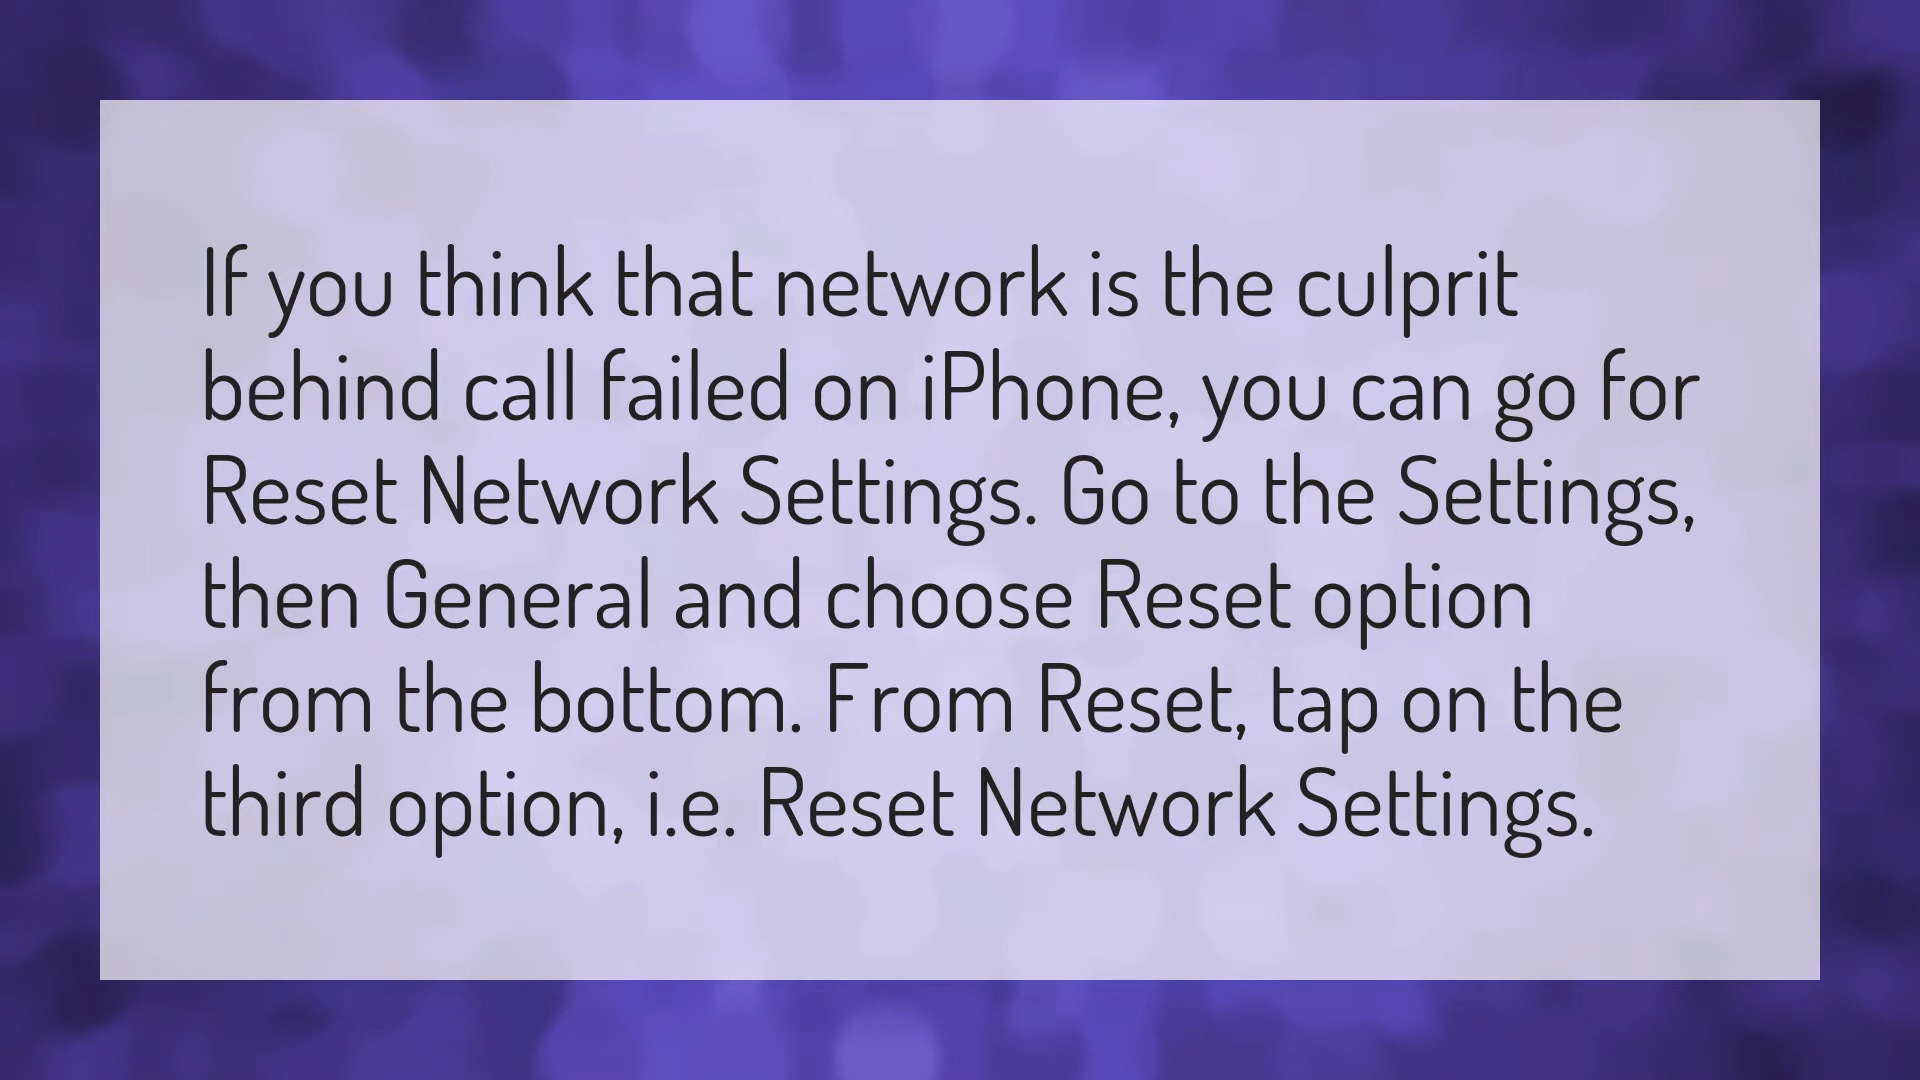 If you think that network is the culprit
behind call failed on iPhone, you can go for
Reset Network Settings. Go to the Settings,
then General and choose Reset option
from the bottom. From Reset, tap on the
third option, i.e. Reset Network Settings.